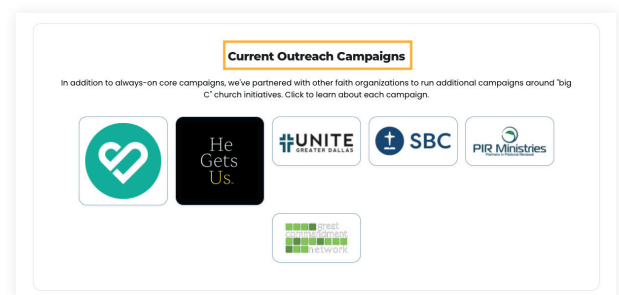 Current Outreach Campaigns
In addition to always-on core campaigns, we've partnered with other faith organizations to run additional campaigns around "big
C" church initiatives. Click to learn about each campaign.
He
Gets
Us.
UNITE
GREATER DALLAS
SBC
PIR Ministries
Partners in Pastoral Renewal
great
commandment
network